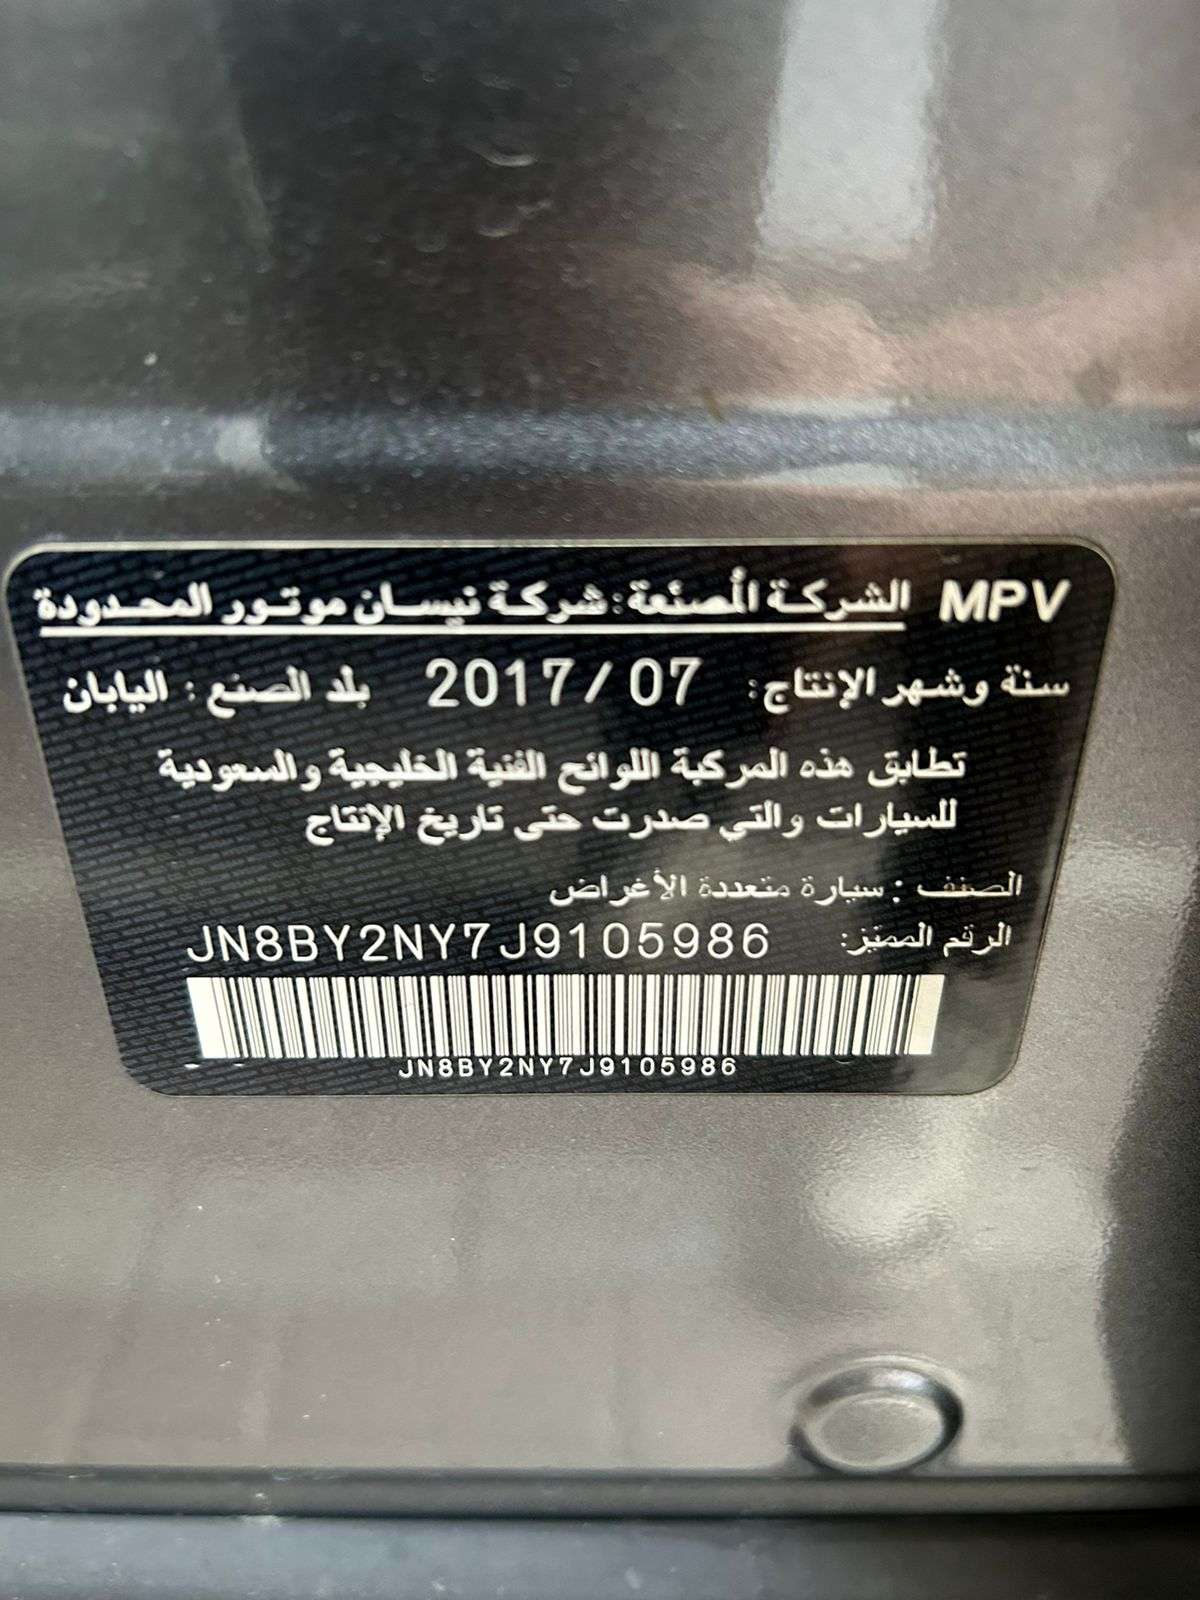 MPV الشركة المصنعة: شركة نيسان موتور المحدودة
سنة وشهر الإنتاج: 2017/07 بلد الصنع : اليابان
تطابق هذه المركبة اللوائح الفنية الخليجية والسعودية
للسيارات والتي صدرت حتى تاريخ الإنتاج
الصنف : سيارة متعددة الأغراض
الرقم المميز: JN8BY2NY7J9105986
JN8BY2NY7J9105986